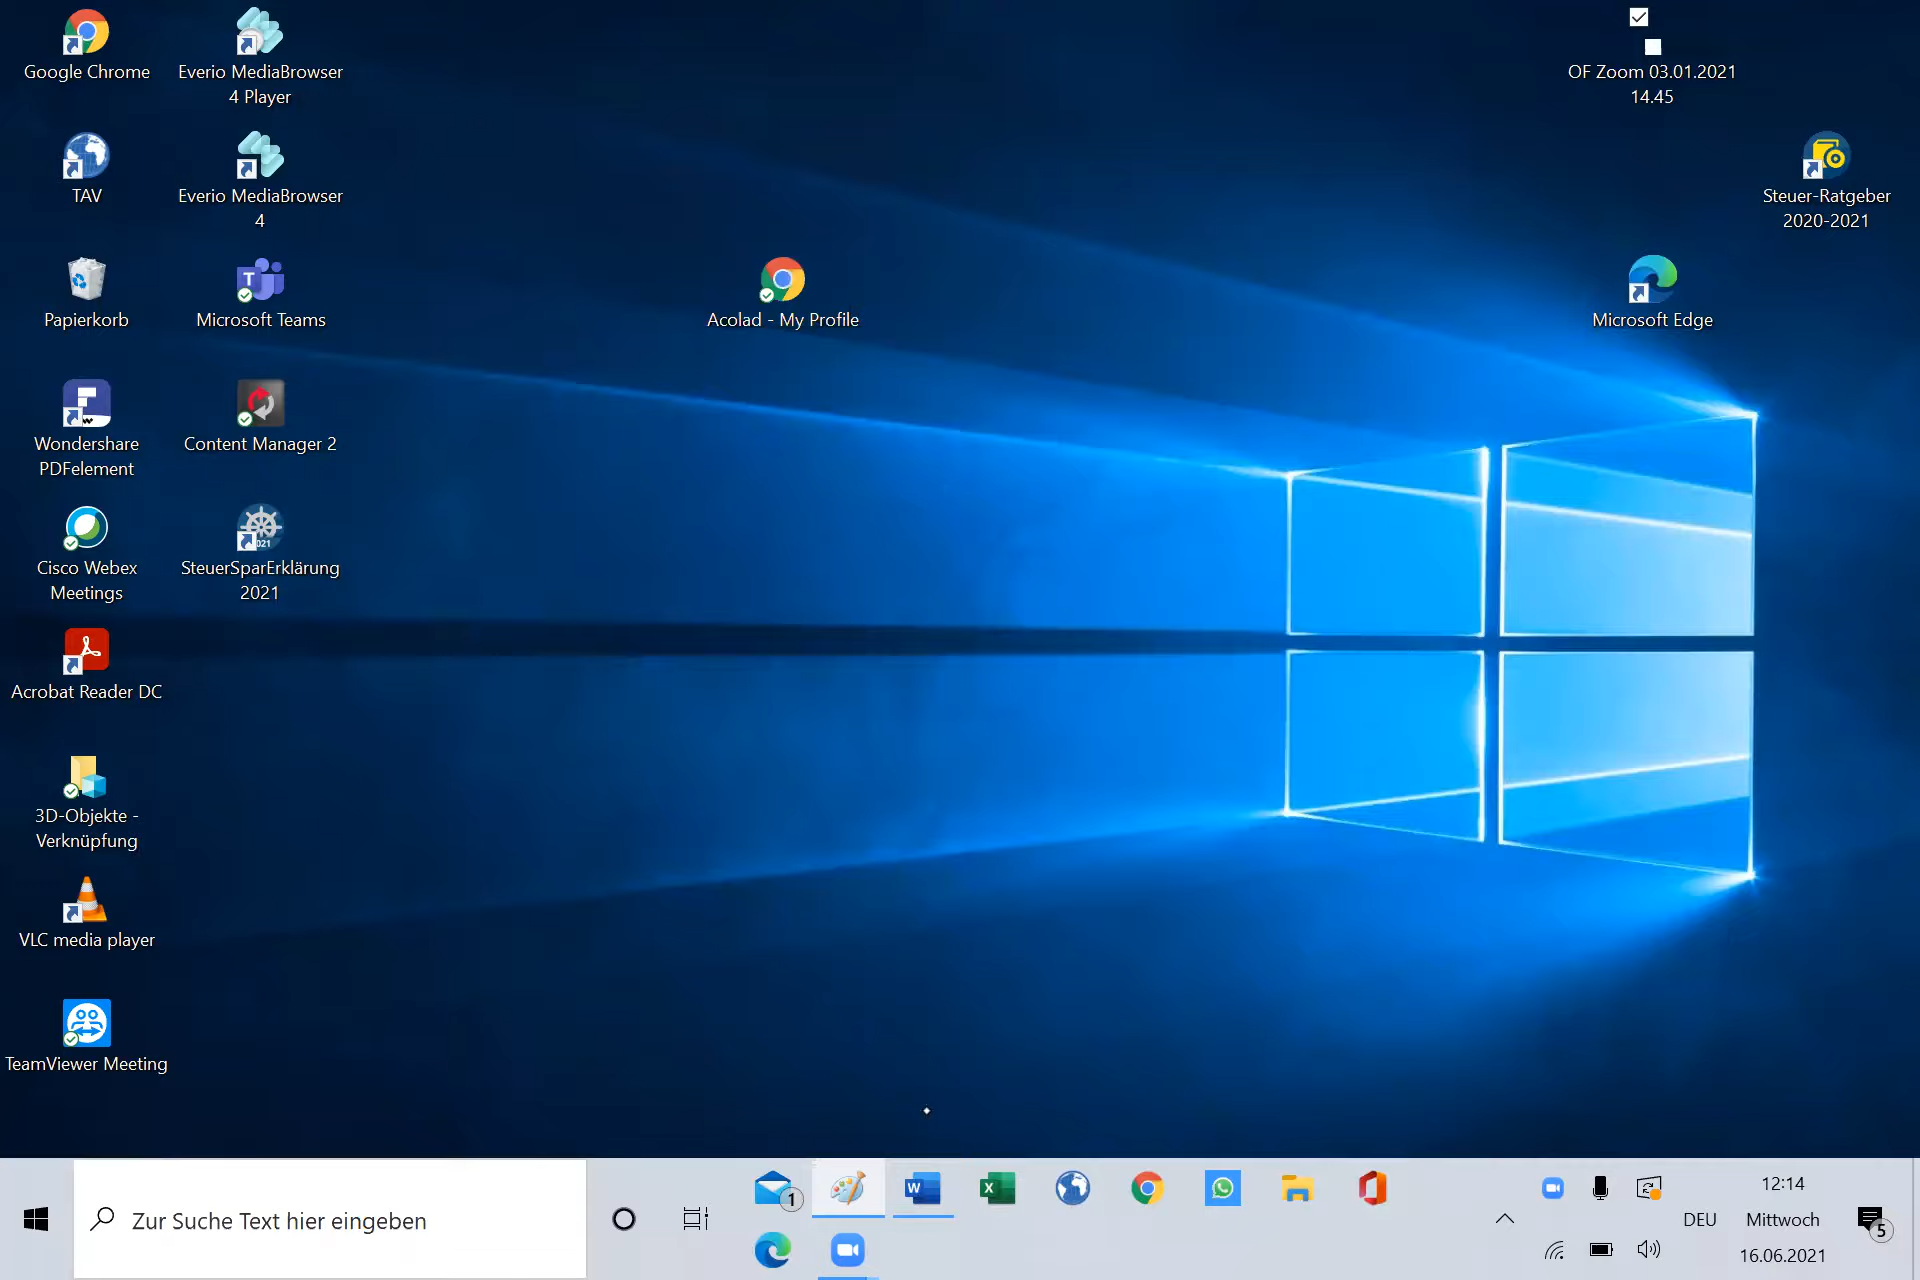 Google Chrome
Everio MediaBrowser
4 Player
OF Zoom 03.01.2021
14.45
TAV
Everio MediaBrowser
4
Steuer-Ratgeber
2020-2021
Papierkorb
Microsoft Teams
Acolad - My Profile
Microsoft Edge
Wondershare
PDFelement
Content Manager 2
Cisco Webex
Meetings
SteuerSparErklärung
2021
Acrobat Reader DC
3D-Objekte -
Verknüpfung
VLC media player
TeamViewer Meeting
Zur Suche Text hier eingeben
1
DEU
12:14
Mittwoch
16.06.2021
5